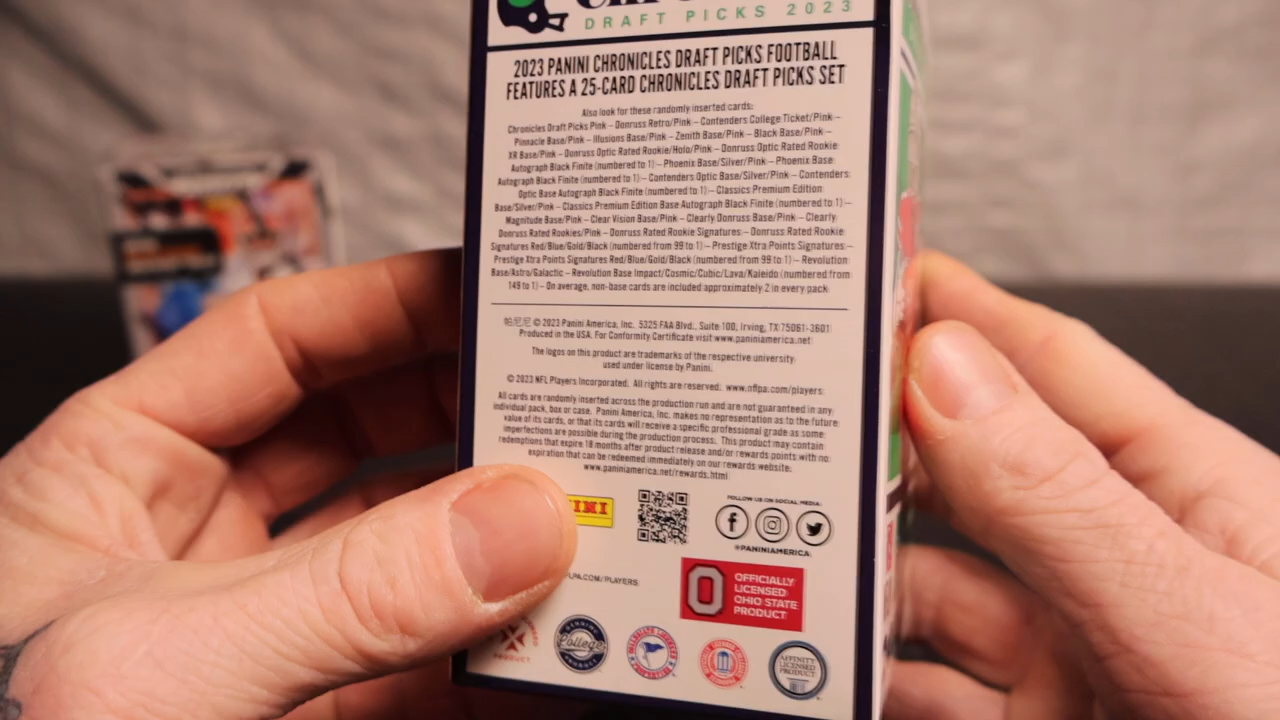 DRAFT PICKS 2023
2023 PANINI CHRONICLES DRAFT PICKS FOOTBALL
FEATURES A 25-CARD CHRONICLES DRAFT PICKS SET
Also look for these randomly inserted cards:
Chronicles Draft Picks Pink – Donruss Retro/Pink – Contenders College Ticket/Pink –
Pinnacle Base/Pink – Illusions Base/Pink – Zenith Base/Pink – Black Base/Pink –
XR Base/Pink – Donruss Optic Rated Rookie/Holo/Pink – Donruss Optic Rated Rookie
Autograph Black Finite (numbered to 1) – Phoenix Base/Silver/Pink – Phoenix Base
Autograph Black Finite (numbered to 1) – Contenders Optic Base/Silver/Pink – Contenders
Optic Base Autograph Black Finite (numbered to 1) – Classics Premium Edition
Base/Silver/Pink – Classics Premium Edition Base Autograph Black Finite (numbered to 1) –
Magnitude Base/Pink – Clear Vision Base/Pink – Clearly Donruss Base/Pink – Clearly
Donruss Rated Rookies/Pink – Donruss Rated Rookie Signatures – Donruss Rated Rookie
Signatures Red/Blue/Gold/Black (numbered from 99 to 1) – Prestige Xtra Points Signatures –
Prestige Xtra Points Signatures Red/Blue/Gold/Black (numbered from 99 to 1) – Revolution
Base/Astro/Galactic – Revolution Base Impact/Cosmic/Cubic/Lava/Kaleido (numbered from
149 to 1) – On average, non-base cards are included approximately 2 in every pack
帕尼尼 © 2023 Panini America, Inc. 5325 FAA Blvd., Suite 100, Irving, TX 75061-3601
Produced in the USA. For Conformity Certificate visit www.paniniamerica.net
The logos on this product are trademarks of the respective university
used under license by Panini.
© 2023 NFL Players Incorporated. All rights are reserved. www.nflpa.com/players
All cards are randomly inserted across the production run and are not guaranteed in any
individual pack, box or case. Panini America, Inc. makes no representation as to the future
value of its cards, or that its cards will receive a specific professional grade as some
imperfections are possible during the production process. This product may contain
redemptions that expire 18 months after product release and/or rewards points with no
expiration that can be redeemed immediately on our rewards website:
www.paniniamerica.net/rewards.html
INI
FOLLOW US ON SOCIAL MEDIA:
@PANINIAMERICA
LPA.COM/PLAYERS
OFFICIALLY
LICENSED
OHIO STATE
PRODUCT
PRODUCT
GENUINE
College
PRODUCT
AFFINITY
LICENSED
PRODUCT